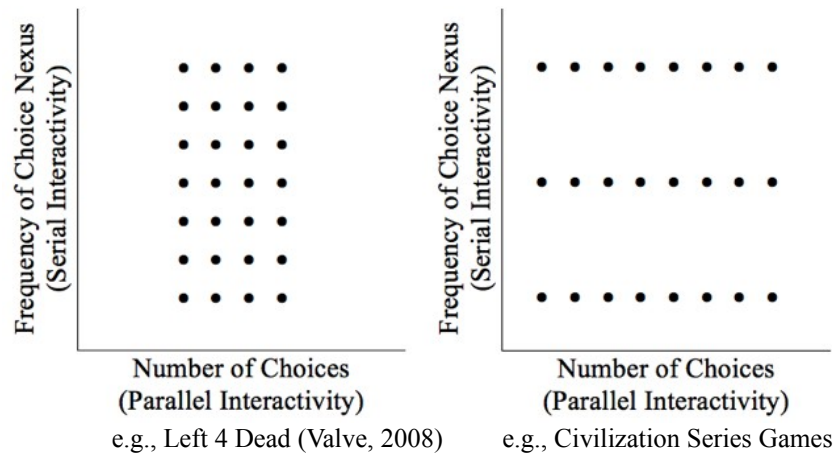 Frequency of Choice Nexus
(Serial Interactivity)
Number of Choices
(Parallel Interactivity)
e.g., Left 4 Dead (Valve, 2008)
Frequency of Choice Nexus
(Serial Interactivity)
Number of Choices
(Parallel Interactivity)
e.g., Civilization Series Games